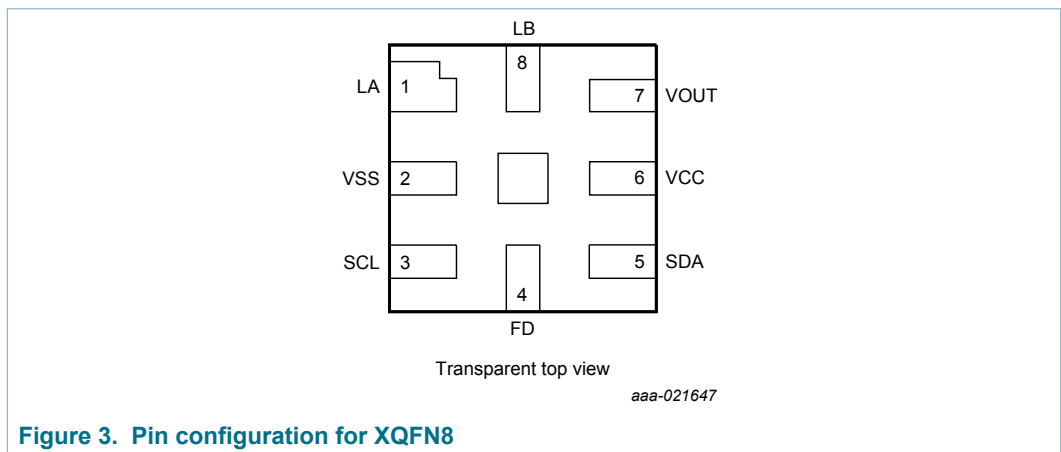 LB
8
LA 1
7 VOUT
VSS 2
6 VCC
SCL 3
5 SDA
4
FD
Transparent top view
aaa-021647
Figure 3. Pin configuration for XQFN8